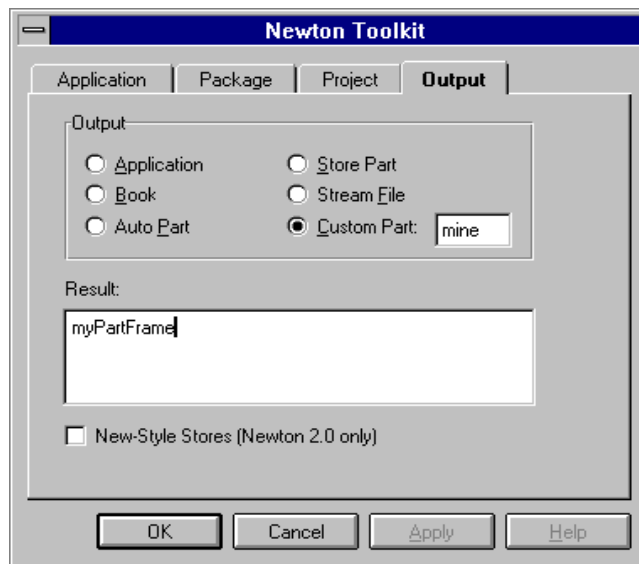 Newton Toolkit
Application Package Project Output
Output
Application Store Part
Book Stream File
Auto Part Custom Part: mine
Result:
myPartFrame
New-Style Stores (Newton 2.0 only)
OK Cancel Apply Help